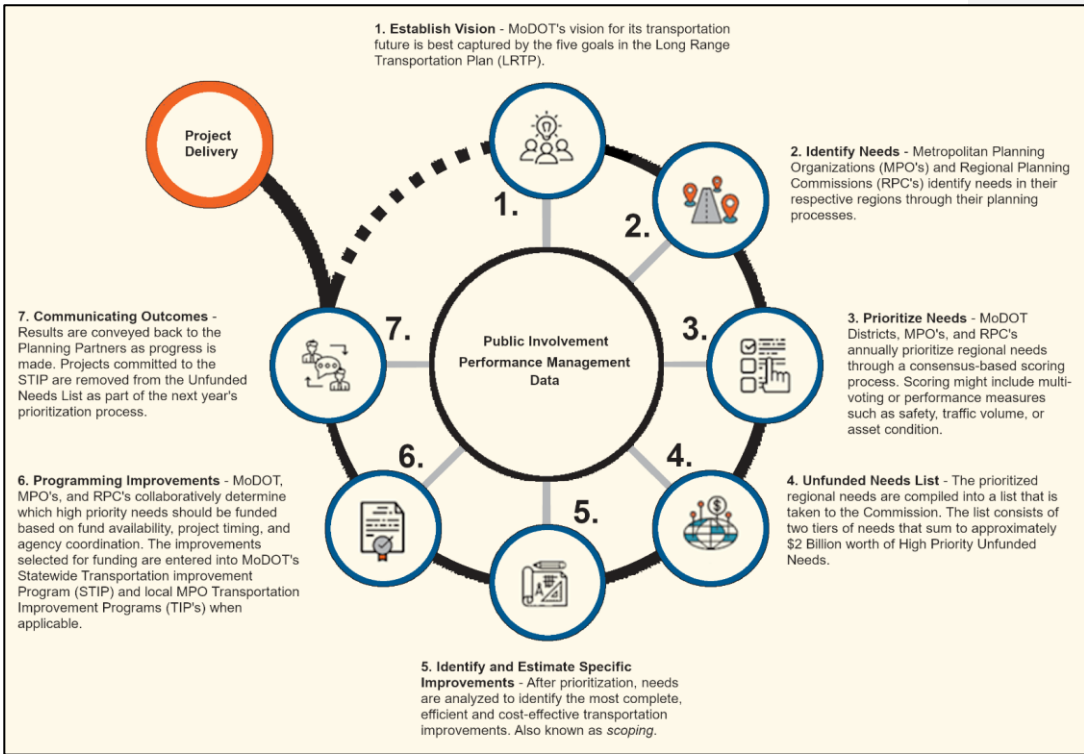 1. Establish Vision - MoDOT's vision for its transportation
future is best captured by the five goals in the Long Range
Transportation Plan (LRTP).
Project
Delivery
1.
2. Identify Needs - Metropolitan Planning
Organizations (MPO's) and Regional Planning
Commissions (RPC's) identify needs in their
respective regions through their planning
processes.
2.
3. Prioritize Needs - MoDOT
Districts, MPO's, and RPC's
annually prioritize regional needs
through a consensus-based scoring
process. Scoring might include multi-
voting or performance measures
such as safety, traffic volume, or
asset condition.
3.
Public Involvement
Performance Management
Data
4. Unfunded Needs List - The prioritized
regional needs are compiled into a list that is
taken to the Commission. The list consists of
two tiers of needs that sum to approximately
$2 Billion worth of High Priority Unfunded
Needs.
4.
$
5.
A
5. Identify and Estimate Specific
Improvements - After prioritization, needs
are analyzed to identify the most complete,
efficient and cost-effective transportation
improvements. Also known as scoping.
6.
6. Programming Improvements - MoDOT,
MPO's, and RPC's collaboratively determine
which high priority needs should be funded
based on fund availability, project timing, and
agency coordination. The improvements
selected for funding are entered into MoDOT's
Statewide Transportation improvement
Program (STIP) and local MPO Transportation
Improvement Programs (TIP's) when
applicable.
7.
7. Communicating Outcomes -
Results are conveyed back to the
Planning Partners as progress is
made. Projects committed to the
STIP are removed from the Unfunded
Needs List as part of the next year's
prioritization process.